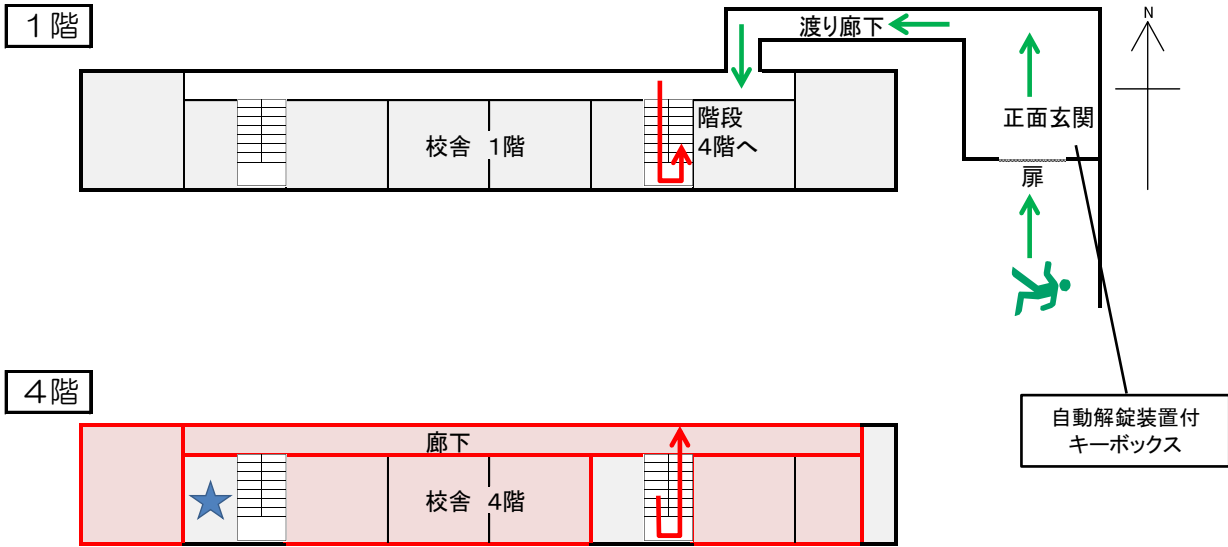 1階
渡り廊下
N
正面玄関
階段
4階へ
校舎 1階
扉
4階
自動解錠装置付
キーボックス
廊下
校舎 4階